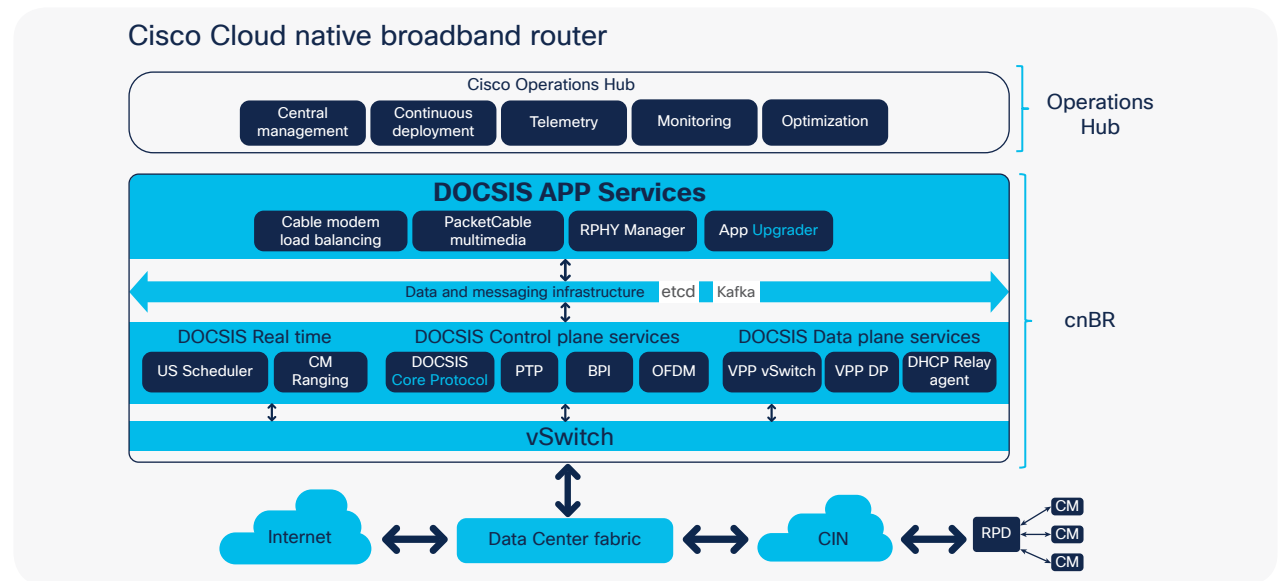 Cisco Cloud native broadband router
Cisco Operations Hub
Central
management
Continuous
deployment
Telemetry
Monitoring
Optimization
Operations
Hub
DOCSIS APP Services
Cable modem
load balancing
PacketCable
multimedia
RPHY Manager
App Upgrader
Data and messaging infrastructure
etcd
Kafka
cnBR
DOCSIS Real time
US Scheduler
CM
Ranging
DOCSIS Control plane services
DOCSIS
Core Protocol
PTP
BPI
OFDM
DOCSIS Data plane services
VPP vSwitch
VPP DP
DHCP Relay
agent
vSwitch
Internet
Data Center fabric
CIN
RPD
CM
CM
CM